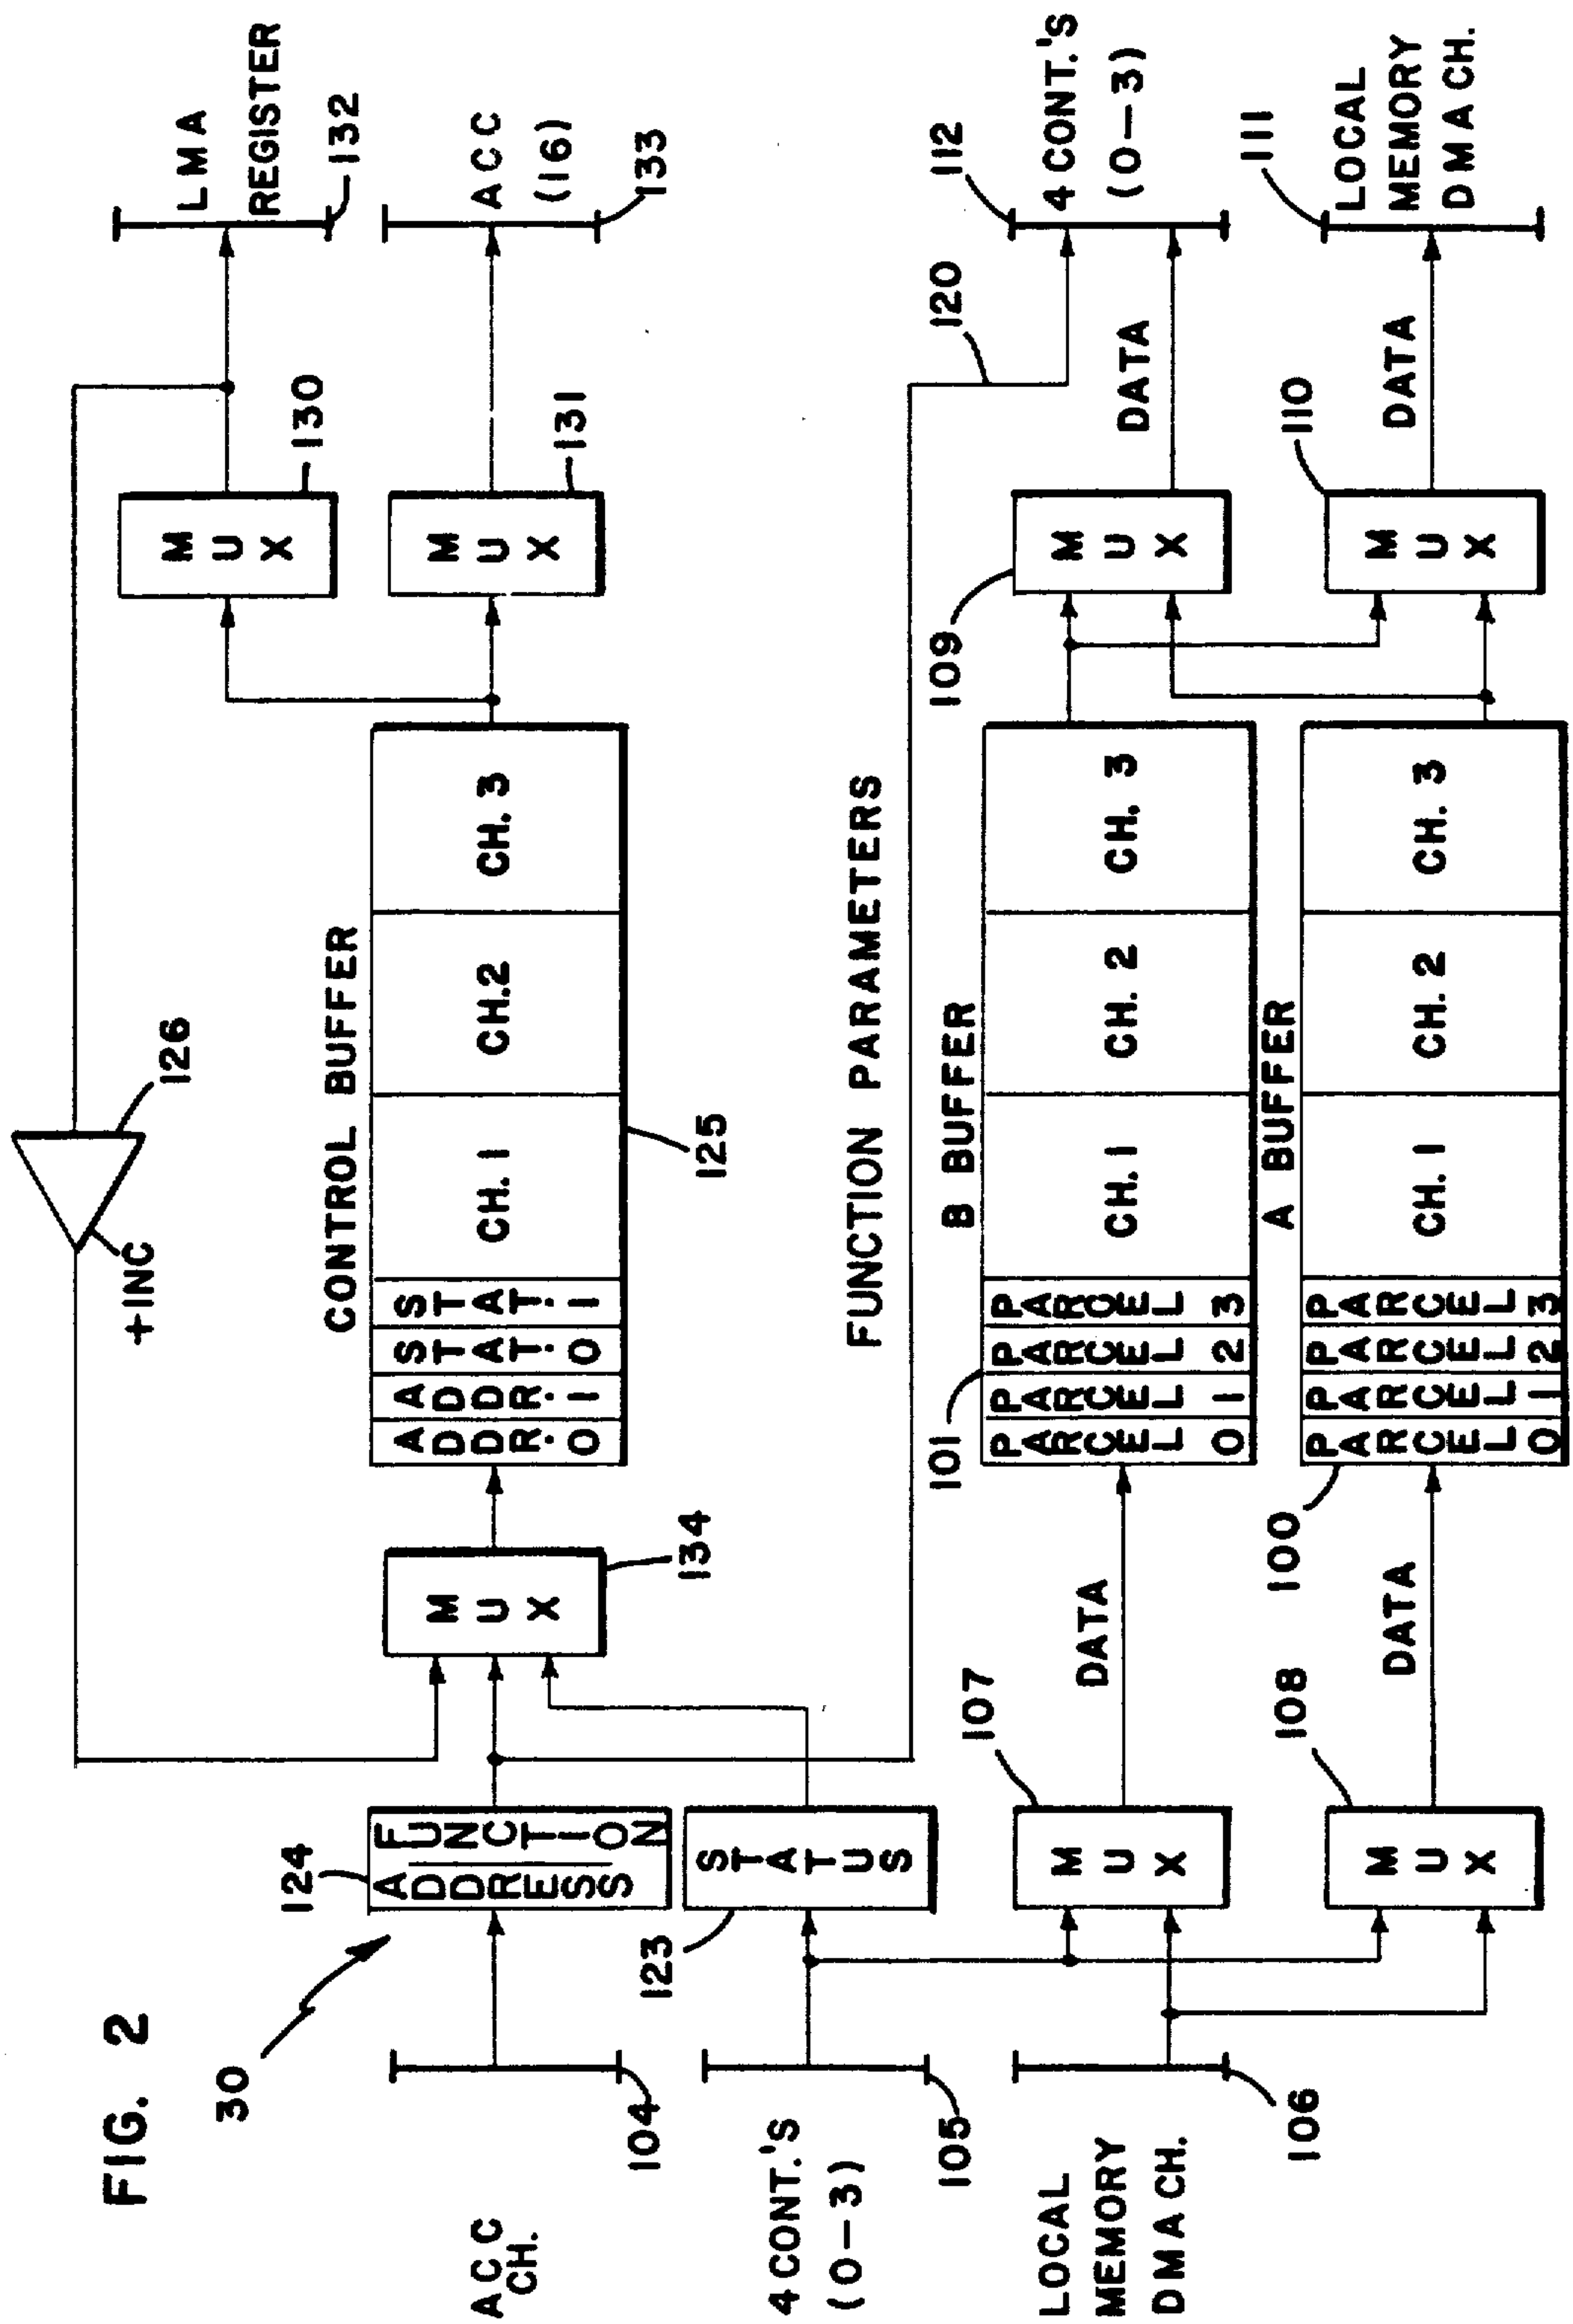 FIG. 2
30
+INC
126
LMA
REGISTER
132
MUX
130
CONTROL BUFFER
ACC
CH.
104
124
FUNCTION
ADDRESS
MUX
134
ADDR. 0
ADDR. 1
STAT. 0
STAT. 1
CH. 1
CH.2
CH. 3
125
MUX
131
ACC
(16)
133
4 CONT.'S
(0-3)
105
123
STATUS
FUNCTION PARAMETERS
120
112
4 CONT.'S
(0-3)
LOCAL
MEMORY
DMA CH.
106
107
MUX
DATA
101
B BUFFER
PARCEL 0
PARCEL 1
PARCEL 2
PARCEL 3
CH. 1
CH. 2
CH. 3
109
MUX
DATA
108
MUX
DATA
100
A BUFFER
PARCEL 0
PARCEL 1
PARCEL 2
PARCEL 3
CH. 1
CH. 2
CH. 3
110
MUX
DATA
111
LOCAL
MEMORY
DMA CH.